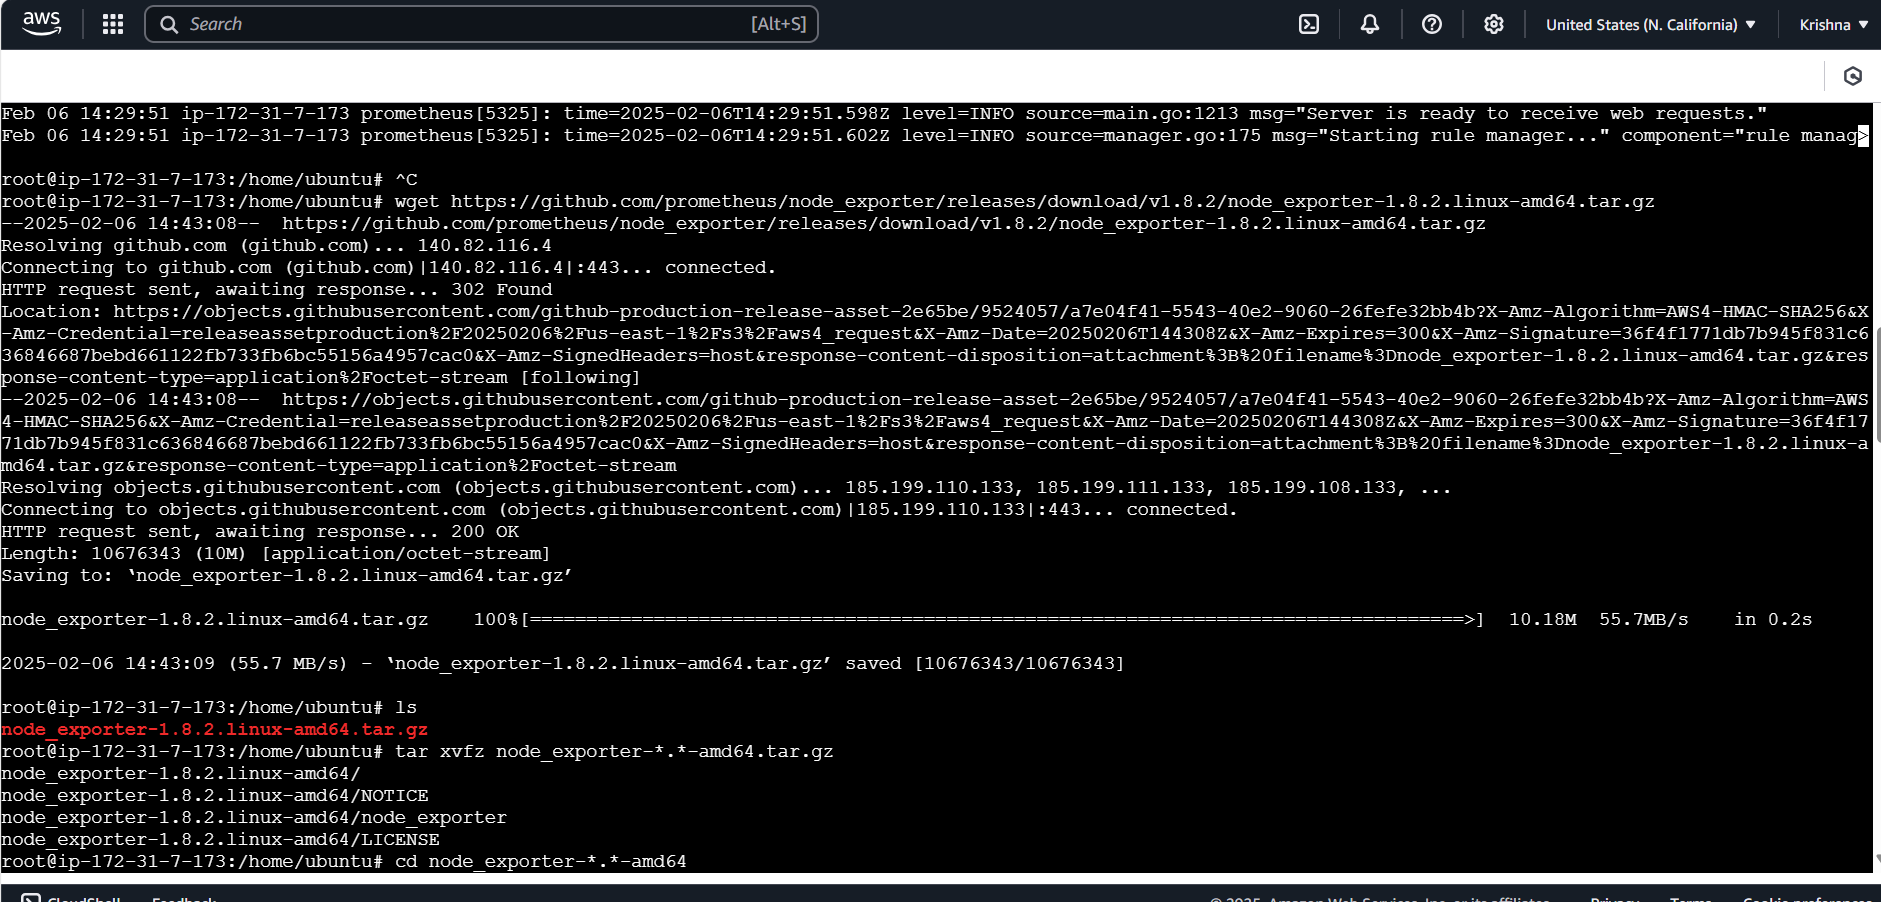 aws
Search [Alt+S]
United States (N. California) ▼
Krishna ▼
Feb 06 14:29:51 ip-172-31-7-173 prometheus[5325]: time=2025-02-06T14:29:51.598Z level=INFO source=main.go:1213 msg="Server is ready to receive web requests."
Feb 06 14:29:51 ip-172-31-7-173 prometheus[5325]: time=2025-02-06T14:29:51.602Z level=INFO source=manager.go:175 msg="Starting rule manager..." component="rule manag>
root@ip-172-31-7-173:/home/ubuntu# ^C
root@ip-172-31-7-173:/home/ubuntu# wget https://github.com/prometheus/node_exporter/releases/download/v1.8.2/node_exporter-1.8.2.linux-amd64.tar.gz
--2025-02-06 14:43:08--  https://github.com/prometheus/node_exporter/releases/download/v1.8.2/node_exporter-1.8.2.linux-amd64.tar.gz
Resolving github.com (github.com)... 140.82.116.4
Connecting to github.com (github.com)|140.82.116.4|:443... connected.
HTTP request sent, awaiting response... 302 Found
Location: https://objects.githubusercontent.com/github-production-release-asset-2e65be/9524057/a7e04f41-5543-40e2-9060-26fefe32bb4b?X-Amz-Algorithm=AWS4-HMAC-SHA256&X
-Amz-Credential=releaseassetproduction%2F20250206%2Fus-east-1%2Fs3%2Faws4_request&X-Amz-Date=20250206T144308Z&X-Amz-Expires=300&X-Amz-Signature=36f4f1771db7b945f831c6
36846687bebd661122fb733fb6bc55156a4957cac0&X-Amz-SignedHeaders=host&response-content-disposition=attachment%3B%20filename%3Dnode_exporter-1.8.2.linux-amd64.tar.gz&res
ponse-content-type=application%2Foctet-stream [following]
--2025-02-06 14:43:08--  https://objects.githubusercontent.com/github-production-release-asset-2e65be/9524057/a7e04f41-5543-40e2-9060-26fefe32bb4b?X-Amz-Algorithm=AWS
4-HMAC-SHA256&X-Amz-Credential=releaseassetproduction%2F20250206%2Fus-east-1%2Fs3%2Faws4_request&X-Amz-Date=20250206T144308Z&X-Amz-Expires=300&X-Amz-Signature=36f4f17
71db7b945f831c636846687bebd661122fb733fb6bc55156a4957cac0&X-Amz-SignedHeaders=host&response-content-disposition=attachment%3B%20filename%3Dnode_exporter-1.8.2.linux-a
md64.tar.gz&response-content-type=application%2Foctet-stream
Resolving objects.githubusercontent.com (objects.githubusercontent.com)... 185.199.110.133, 185.199.111.133, 185.199.108.133, ...
Connecting to objects.githubusercontent.com (objects.githubusercontent.com)|185.199.110.133|:443... connected.
HTTP request sent, awaiting response... 200 OK
Length: 10676343 (10M) [application/octet-stream]
Saving to: ‘node_exporter-1.8.2.linux-amd64.tar.gz’
node_exporter-1.8.2.linux-amd64.tar.gz    100%[===================================================================================>]  10.18M  55.7MB/s    in 0.2s
2025-02-06 14:43:09 (55.7 MB/s) - ‘node_exporter-1.8.2.linux-amd64.tar.gz’ saved [10676343/10676343]
root@ip-172-31-7-173:/home/ubuntu# ls
node_exporter-1.8.2.linux-amd64.tar.gz
root@ip-172-31-7-173:/home/ubuntu# tar xvfz node_exporter-*.*-amd64.tar.gz
node_exporter-1.8.2.linux-amd64/
node_exporter-1.8.2.linux-amd64/NOTICE
node_exporter-1.8.2.linux-amd64/node_exporter
node_exporter-1.8.2.linux-amd64/LICENSE
root@ip-172-31-7-173:/home/ubuntu# cd node_exporter-*.*-amd64
CloudShell Feedback © 2025, Amazon Web Services, Inc. or its affiliates. Privacy Terms Cookie preferences